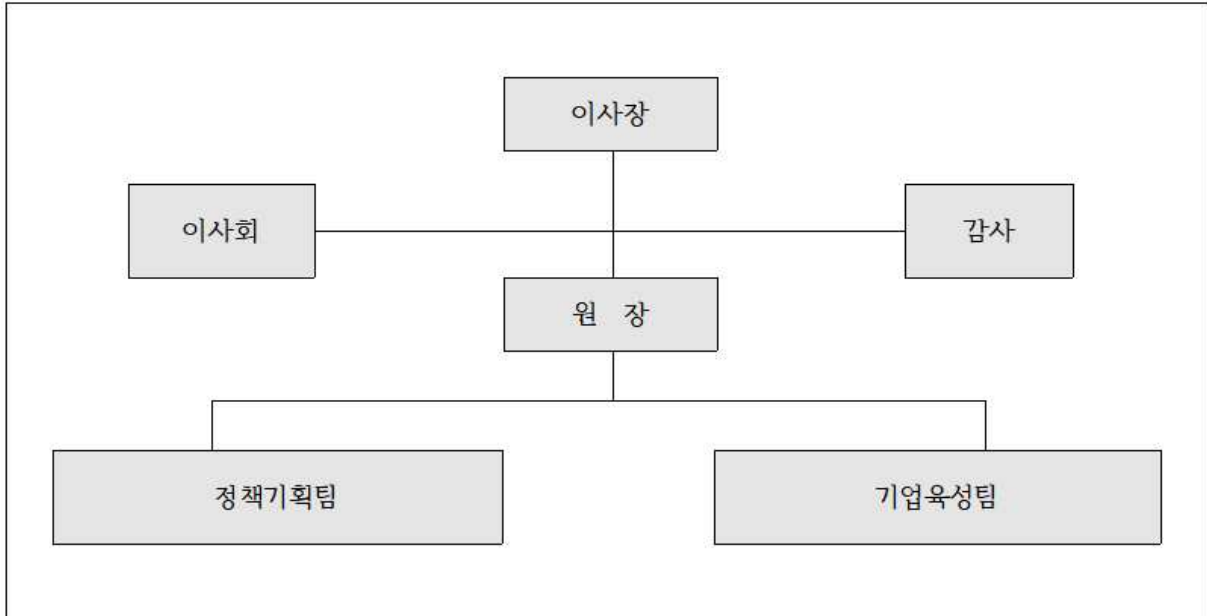 이사장
이사회
감사
원 장
정책기획팀
기업육성팀